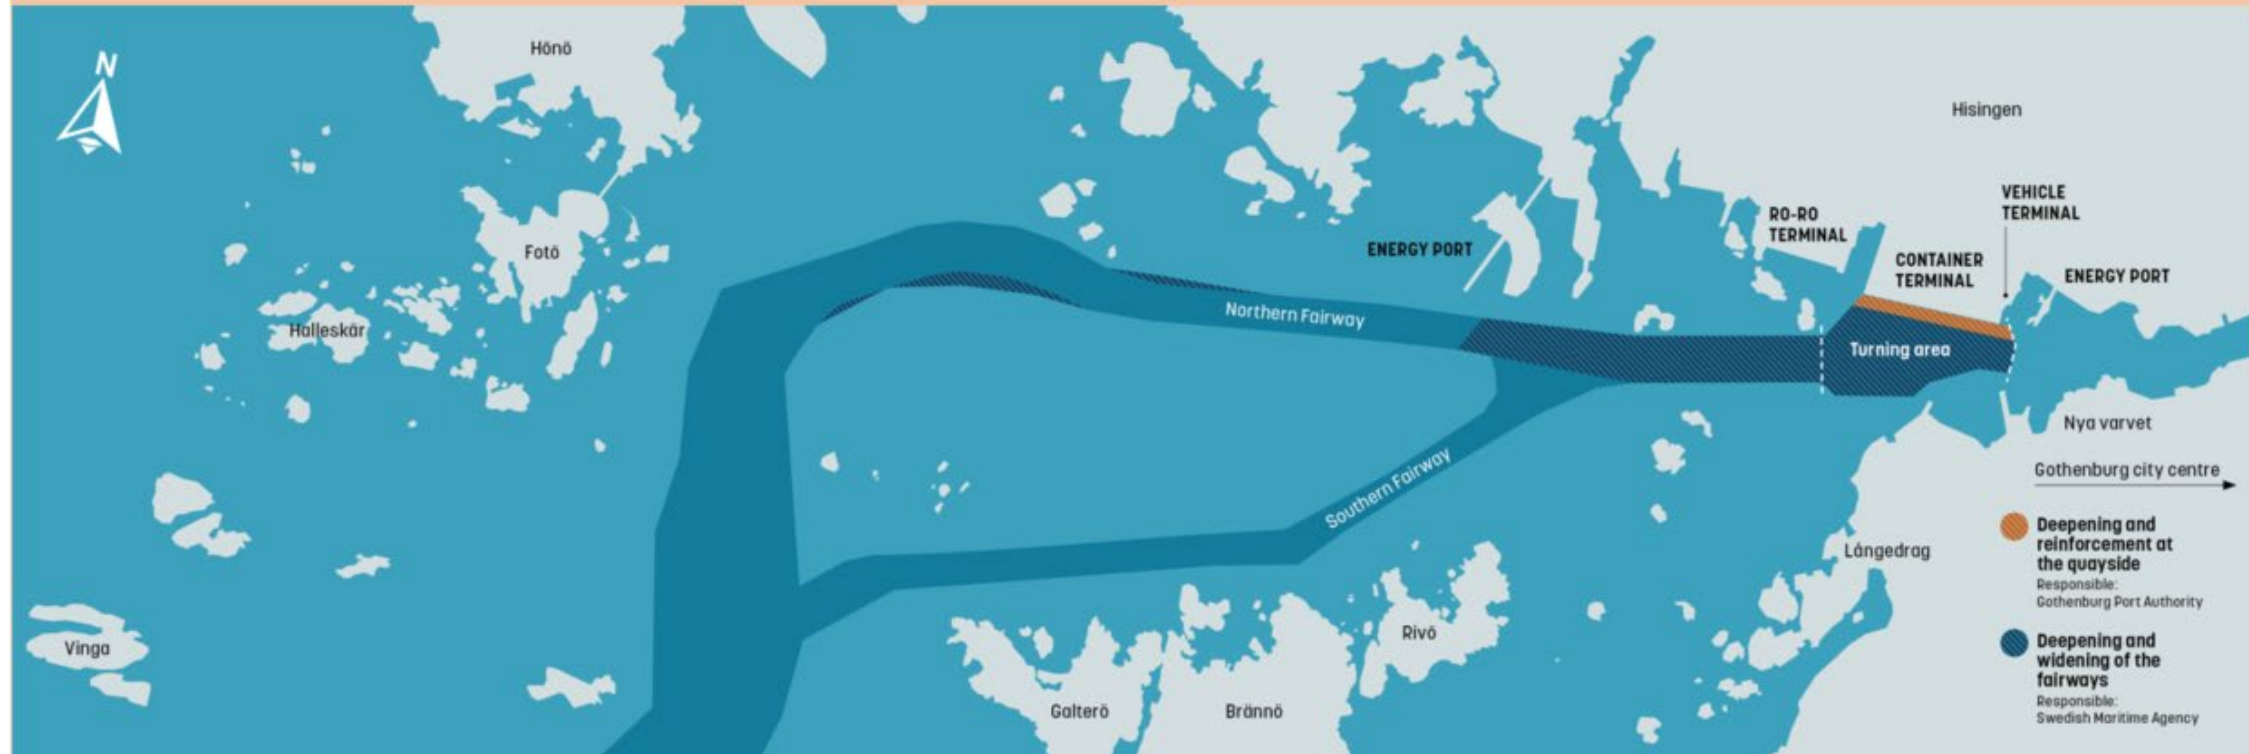 N
Hönö
Hisingen
VEHICLE
TERMINAL
RO-RO
TERMINAL
Fotö
ENERGY PORT
CONTAINER
TERMINAL
ENERGY PORT
Northern Fairway
Halleskär
Turning area
Nya varvet
Gothenburg city centre
Southern Fairway
Deepening and
reinforcement at
the quayside
Responsible:
Gothenburg Port Authority
Långedrag
Rivö
Vinga
Deepening and
widening of the
fairways
Responsible:
Swedish Maritime Agency
Galterö
Brännö